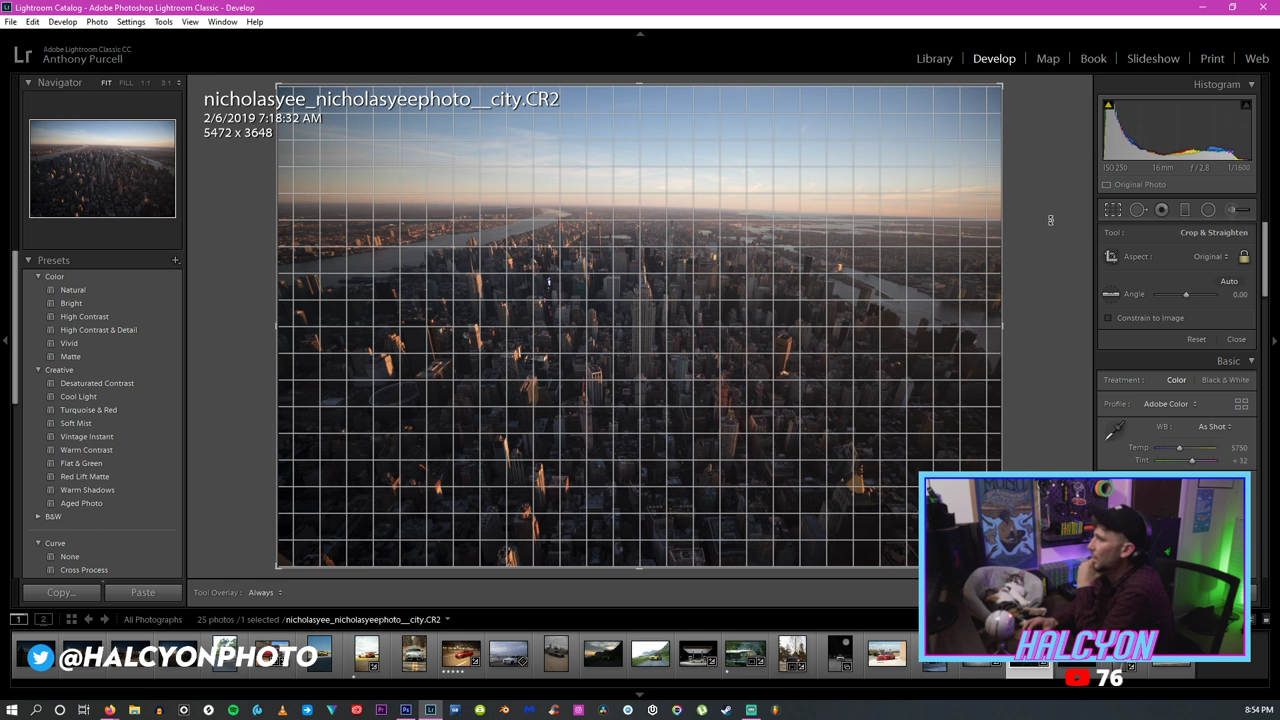 Lightroom Catalog - Adobe Photoshop Lightroom Classic - Develop
File Edit Develop Photo Settings Tools View Window Help
Lr
Adobe Lightroom Classic CC
Anthony Purcell
Library | Develop | Map | Book | Slideshow | Print | Web
Navigator FIT FILL 1:1 3:1
Histogram
nicholasyee_nicholasyeephoto__city.CR2
2/6/2019 7:18:32 AM
5472 x 3648
ISO 250 16 mm ƒ / 2.8 1/1600
Original Photo
Tool : Crop & Straighten
Aspect : Original
Auto
Angle 0.00
Constrain to Image
Reset Close
Basic
Treatment : Color Black & White
Profile : Adobe Color
WB : As Shot
Temp 5750
Tint + 32
Presets +
Color
Natural
Bright
High Contrast
High Contrast & Detail
Vivid
Matte
Creative
Desaturated Contrast
Cool Light
Turquoise & Red
Soft Mist
Vintage Instant
Warm Contrast
Flat & Green
Red Lift Matte
Warm Shadows
Aged Photo
B&W
Curve
None
Cross Process
Copy... Paste
Tool Overlay : Always
1 2 All Photographs 25 photos /1 selected /nicholasyee_nicholasyeephoto__city.CR2
@HALCYONPHOTO
HALCYON
76
8:54 PM